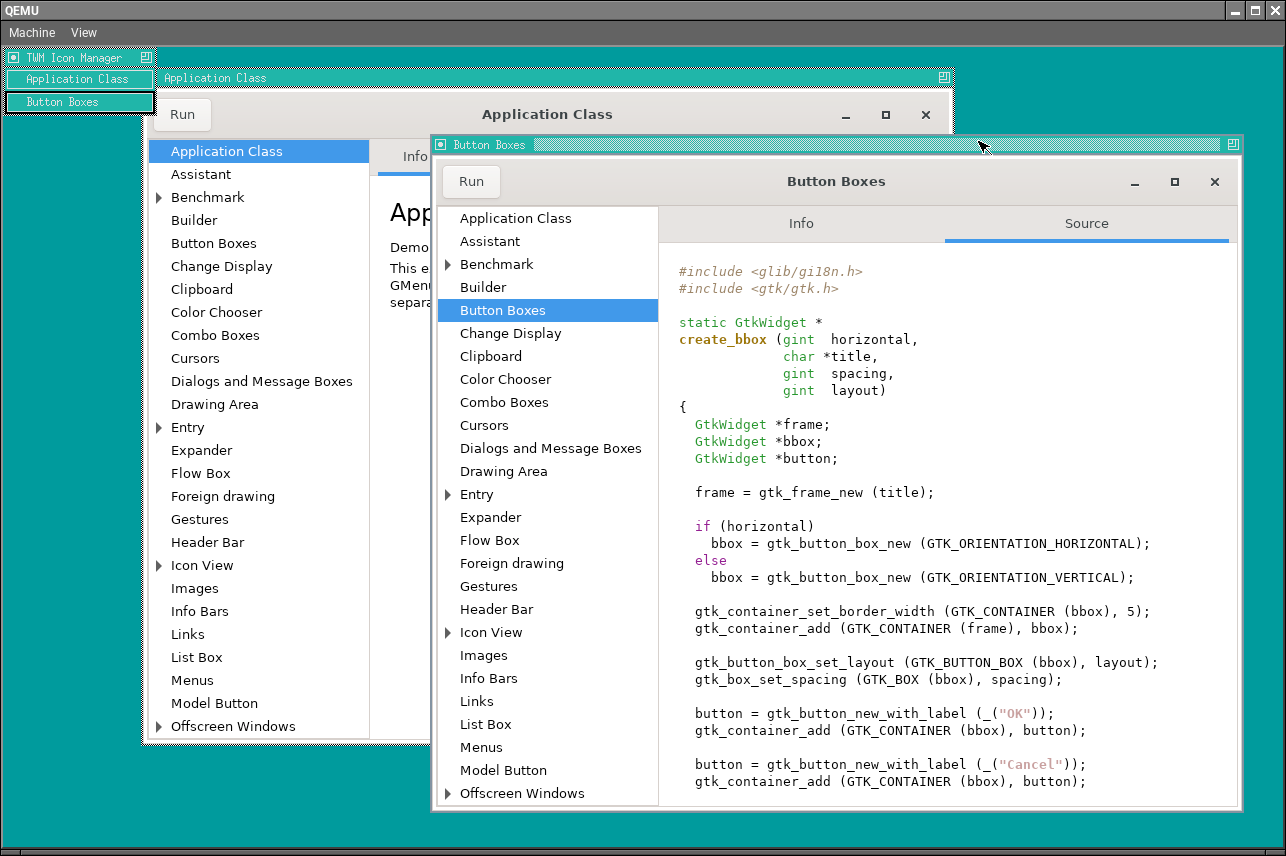 QEMU
Machine View
TWM Icon Manager
Application Class
Button Boxes
Application Class
Run
Application Class
Application Class
Assistant
Benchmark
Builder
Button Boxes
Change Display
Clipboard
Color Chooser
Combo Boxes
Cursors
Dialogs and Message Boxes
Drawing Area
Entry
Expander
Flow Box
Foreign drawing
Gestures
Header Bar
Icon View
Images
Info Bars
Links
List Box
Menus
Model Button
Offscreen Windows
Info
App
Demo
This e
GMen
separa
Button Boxes
Run
Button Boxes
Application Class
Assistant
Benchmark
Builder
Button Boxes
Change Display
Clipboard
Color Chooser
Combo Boxes
Cursors
Dialogs and Message Boxes
Drawing Area
Entry
Expander
Flow Box
Foreign drawing
Gestures
Header Bar
Icon View
Images
Info Bars
Links
List Box
Menus
Model Button
Offscreen Windows
Info Source
#include <glib/gi18n.h>
#include <gtk/gtk.h>
static GtkWidget *
create_bbox (gint  horizontal,
             char *title,
             gint  spacing,
             gint  layout)
{
  GtkWidget *frame;
  GtkWidget *bbox;
  GtkWidget *button;
  frame = gtk_frame_new (title);
  if (horizontal)
    bbox = gtk_button_box_new (GTK_ORIENTATION_HORIZONTAL);
  else
    bbox = gtk_button_box_new (GTK_ORIENTATION_VERTICAL);
  gtk_container_set_border_width (GTK_CONTAINER (bbox), 5);
  gtk_container_add (GTK_CONTAINER (frame), bbox);
  gtk_button_box_set_layout (GTK_BUTTON_BOX (bbox), layout);
  gtk_box_set_spacing (GTK_BOX (bbox), spacing);
  button = gtk_button_new_with_label (_("OK"));
  gtk_container_add (GTK_CONTAINER (bbox), button);
  button = gtk_button_new_with_label (_("Cancel"));
  gtk_container_add (GTK_CONTAINER (bbox), button);